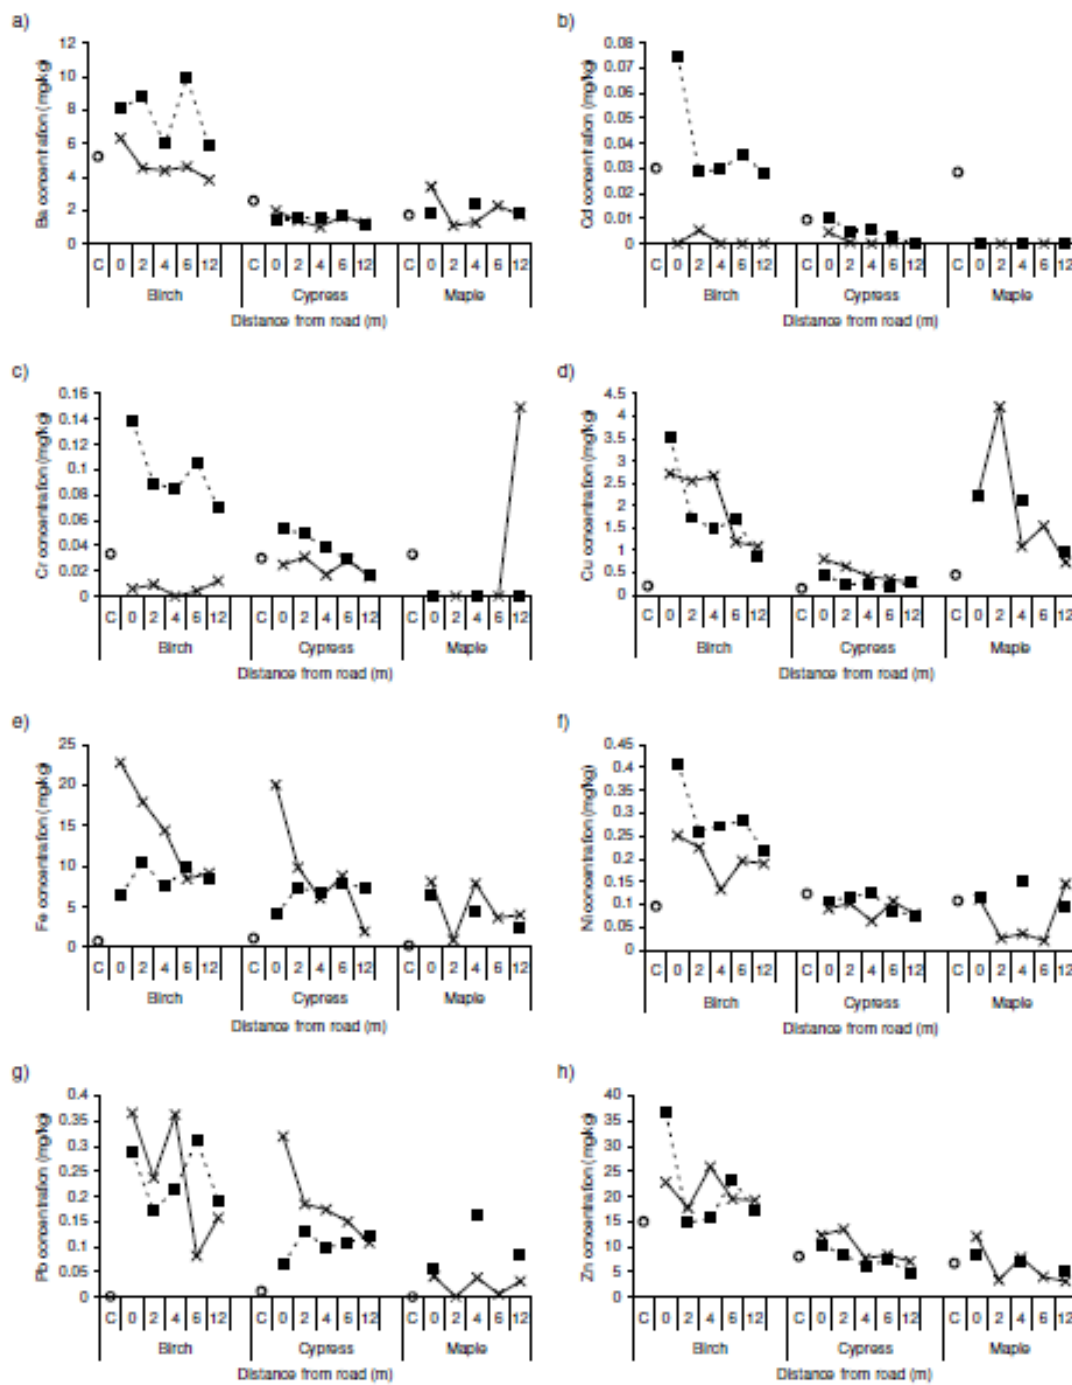 a)
12
10
8
6
4
2
0
Ba concentration (mg/kg)
C 0 2 4 6 12 C 0 2 4 6 12 C 0 2 4 6 12
Birch Cypress Maple
Distance from road (m)
b)
0.08
0.07
0.06
0.05
0.04
0.03
0.02
0.01
0
Cd concentration (mg/kg)
C 0 2 4 6 12 C 0 2 4 6 12 C 0 2 4 6 12
Birch Cypress Maple
Distance from road (m)
c)
0.16
0.14
0.12
0.1
0.08
0.06
0.04
0.02
0
Cr concentration (mg/kg)
C 0 2 4 6 12 C 0 2 4 6 12 C 0 2 4 6 12
Birch Cypress Maple
Distance from road (m)
d)
4.5
4
3.5
3
2.5
2
1.5
1
0.5
0
Cu concentration (mg/kg)
C 0 2 4 6 12 C 0 2 4 6 12 C 0 2 4 6 12
Birch Cypress Maple
Distance from road (m)
e)
25
20
15
10
5
0
Fe concentration (mg/kg)
C 0 2 4 6 12 C 0 2 4 6 12 C 0 2 4 6 12
Birch Cypress Maple
Distance from road (m)
f)
0.45
0.4
0.35
0.3
0.25
0.2
0.15
0.1
0.05
0
Ni concentration (mg/kg)
C 0 2 4 6 12 C 0 2 4 6 12 C 0 2 4 6 12
Birch Cypress Maple
Distance from road (m)
g)
0.4
0.35
0.3
0.25
0.2
0.15
0.1
0.05
0
Pb concentration (mg/kg)
C 0 2 4 6 12 C 0 2 4 6 12 C 0 2 4 6 12
Birch Cypress Maple
Distance from road (m)
h)
40
35
30
25
20
15
10
5
0
Zn concentration (mg/kg)
C 0 2 4 6 12 C 0 2 4 6 12 C 0 2 4 6 12
Birch Cypress Maple
Distance from road (m)